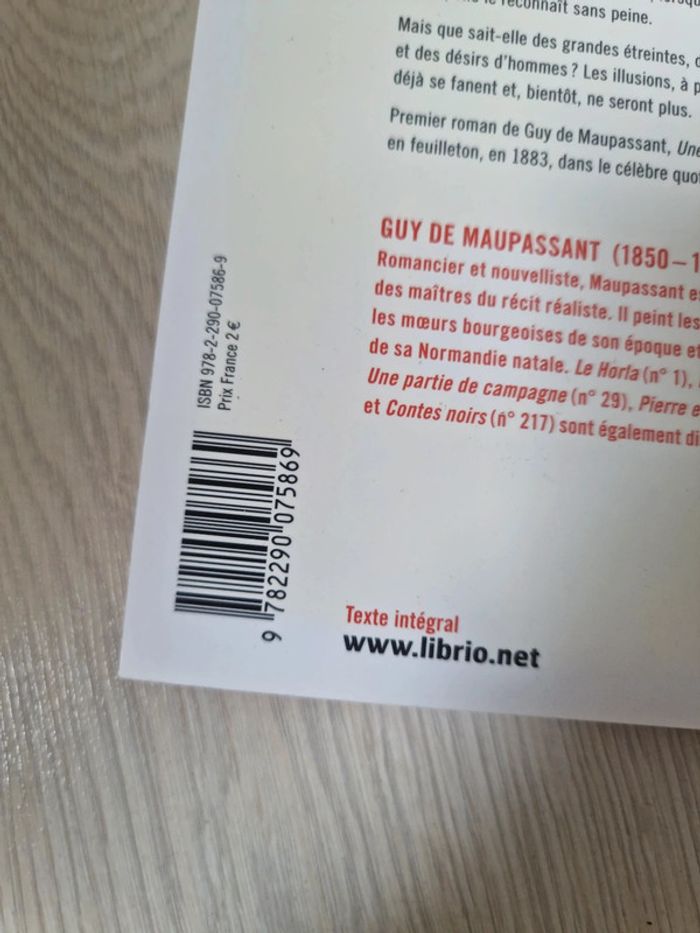 reconnaît sans peine.
Mais que sait-elle des grandes étreintes,
et des désirs d'hommes ? Les illusions, à
déjà se fanent et, bientôt, ne seront plus.
Premier roman de Guy de Maupassant, Une
en feuilleton, en 1883, dans le célèbre
GUY DE MAUPASSANT (1850–1
Romancier et nouvelliste, Maupassant
des maîtres du récit réaliste. Il peint les
les mœurs bourgeoises de son époque et
de sa Normandie natale. Le Horla (n° 1),
Une partie de campagne (n° 29), Pierre
et Contes noirs (n° 217) sont également
ISBN 978-2-290-07586-9
Prix France 2 €
9 782290 075869
Texte intégral
www.librio.net